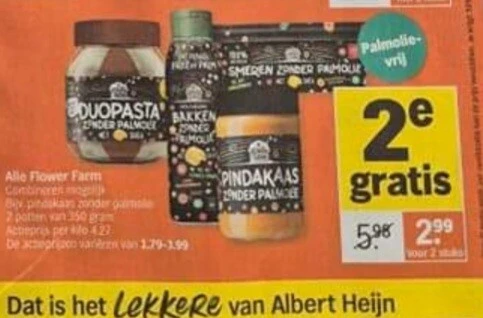 Palmolie-
vrij
SMEREN ZONDER PALMOLIE
DUOPASTA
ZONDER PALMOLIE
BAKKEN
ZONDER
PALMOLIE
PINDAKAAS
ZONDER PALMOLIE
2e
gratis
5.98 2.99
voor 2 stuks
Alle Flower Farm
Combineren mogelijk
Bijv. pindakaas zonder palmolie
2 potten van 350 gram
Actieprijs per kilo 4.27
De actieprijzen variëren van 1.79-3.99
Dat is het lekkere van Albert Heijn